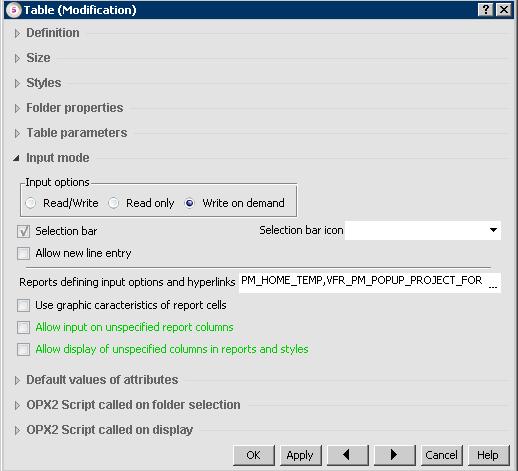 Table (Modification)
Definition
Size
Styles
Folder properties
Table parameters
Input mode
Input options
Read/Write Read only Write on demand
Selection bar Selection bar icon
Allow new line entry
Reports defining input options and hyperlinks PM_HOME_TEMP,VFR_PM_POPUP_PROJECT_FOR ...
Use graphic caracteristics of report cells
Allow input on unspecified report columns
Allow display of unspecified columns in reports and styles
Default values of attributes
OPX2 Script called on folder selection
OPX2 Script called on display
OK Apply Cancel Help